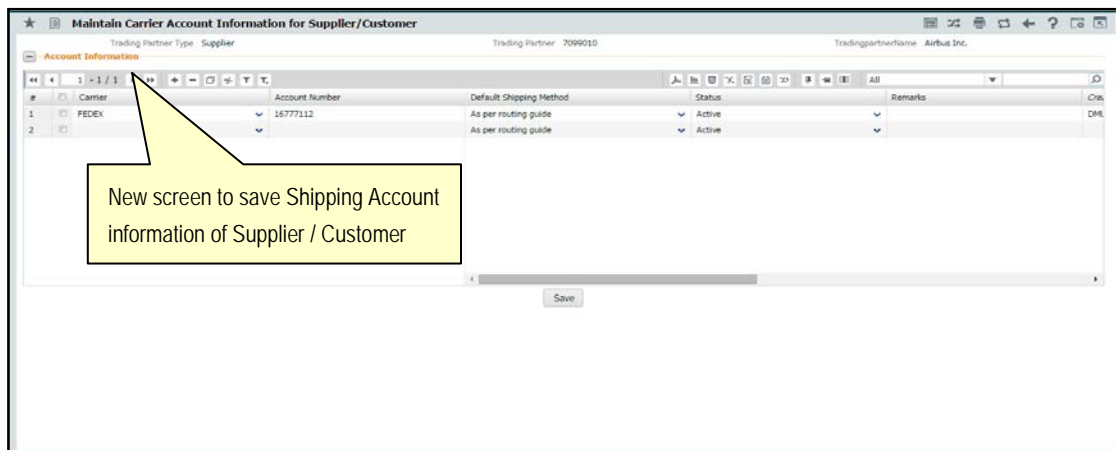 Maintain Carrier Account Information for Supplier/Customer
Trading Partner Type Supplier Trading Partner 7099010 TradingpartnerName Airbus Inc.
Account Information
1 - 1 / 1 All
# Carrier Account Number Default Shipping Method Status Remarks Crea
1 FEDEX 16777112 As per routing guide Active DML
2 As per routing guide Active
New screen to save Shipping Account
information of Supplier / Customer
Save